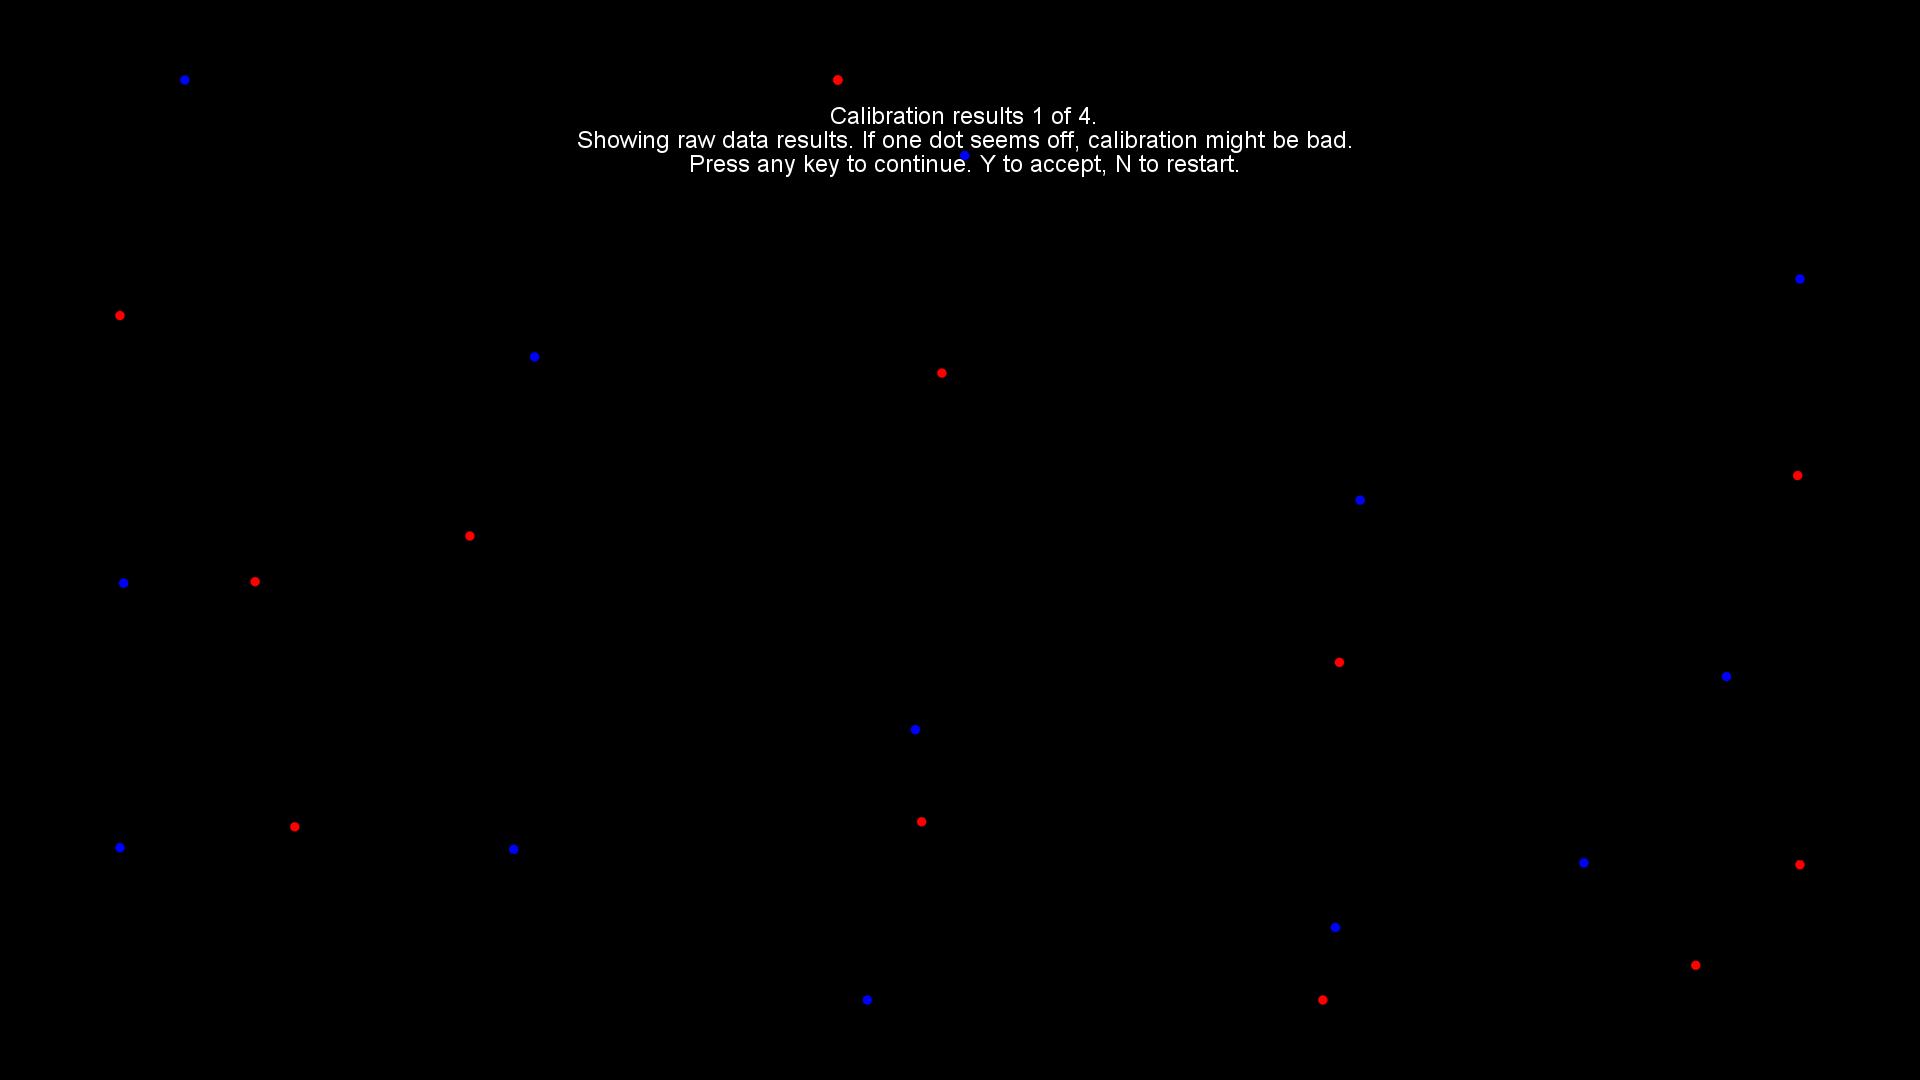 Calibration results 1 of 4.
Showing raw data results. If one dot seems off, calibration might be bad.
Press any key to continue. Y to accept, N to restart.